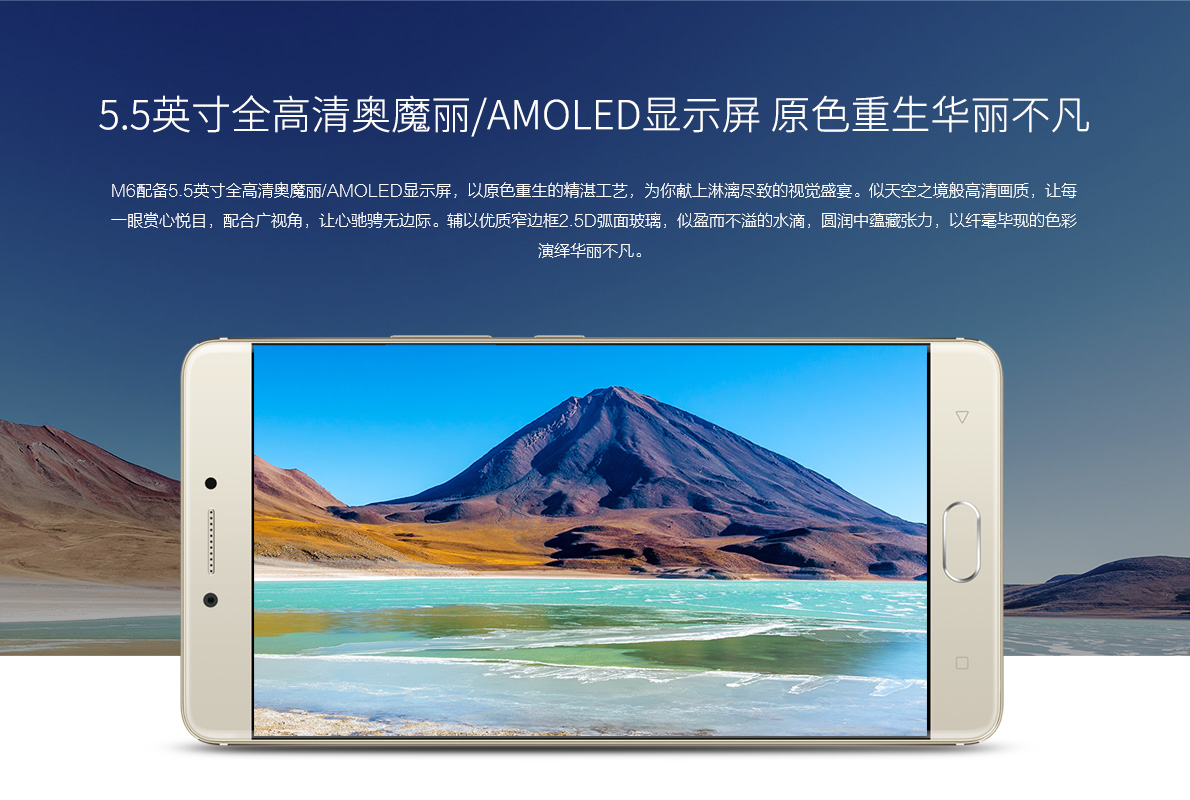 5.5英寸全高清奥魔丽/AMOLED显示屏 原色重生华丽不凡
M6配备5.5英寸全高清奥魔丽/AMOLED显示屏，以原色重生的精湛工艺，为你献上淋漓尽致的视觉盛宴。似天空之境般高清画质，让每
一眼赏心悦目，配合广视角，让心驰骋无边际。辅以优质窄边框2.5D弧面玻璃，似盈而不溢的水滴，圆润中蕴藏张力，以纤毫毕现的色彩
演绎华丽不凡。